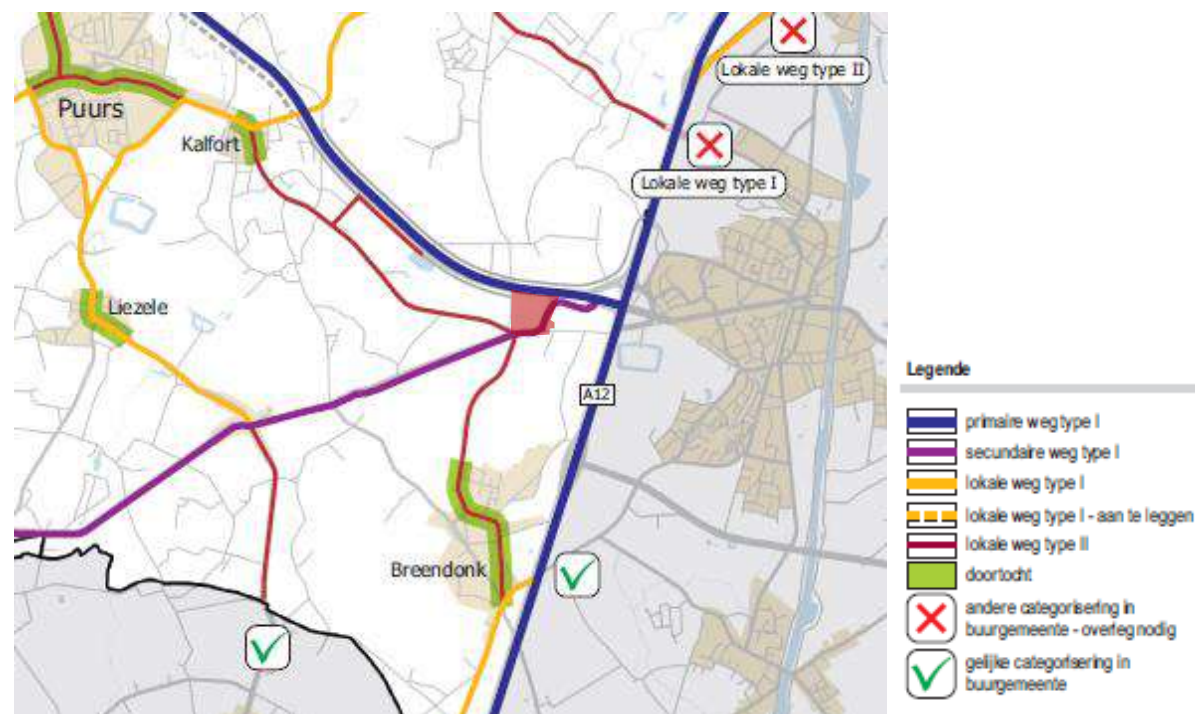 Lokale weg type II
Puurs
Kalfort
Lokale weg type I
Liezele
A12
Breendonk
Legende
primaire weg type I
secundaire weg type I
lokale weg type I
lokale weg type I - aan te leggen
lokale weg type II
doortocht
andere categorisering in
buurgemeente - overleg nodig
gelijke categorisering in
buurgemeente